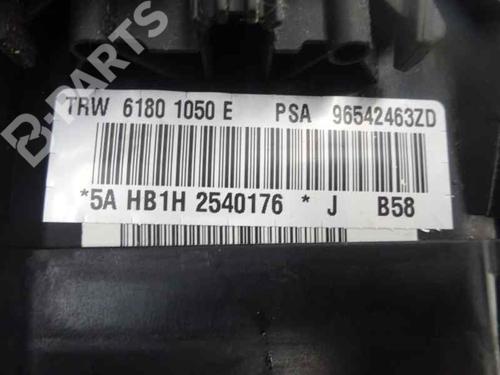 B-PARTS
TRW 6180 1050 E PSA 96542463ZD
*5A HB1H 2540176 * J B58